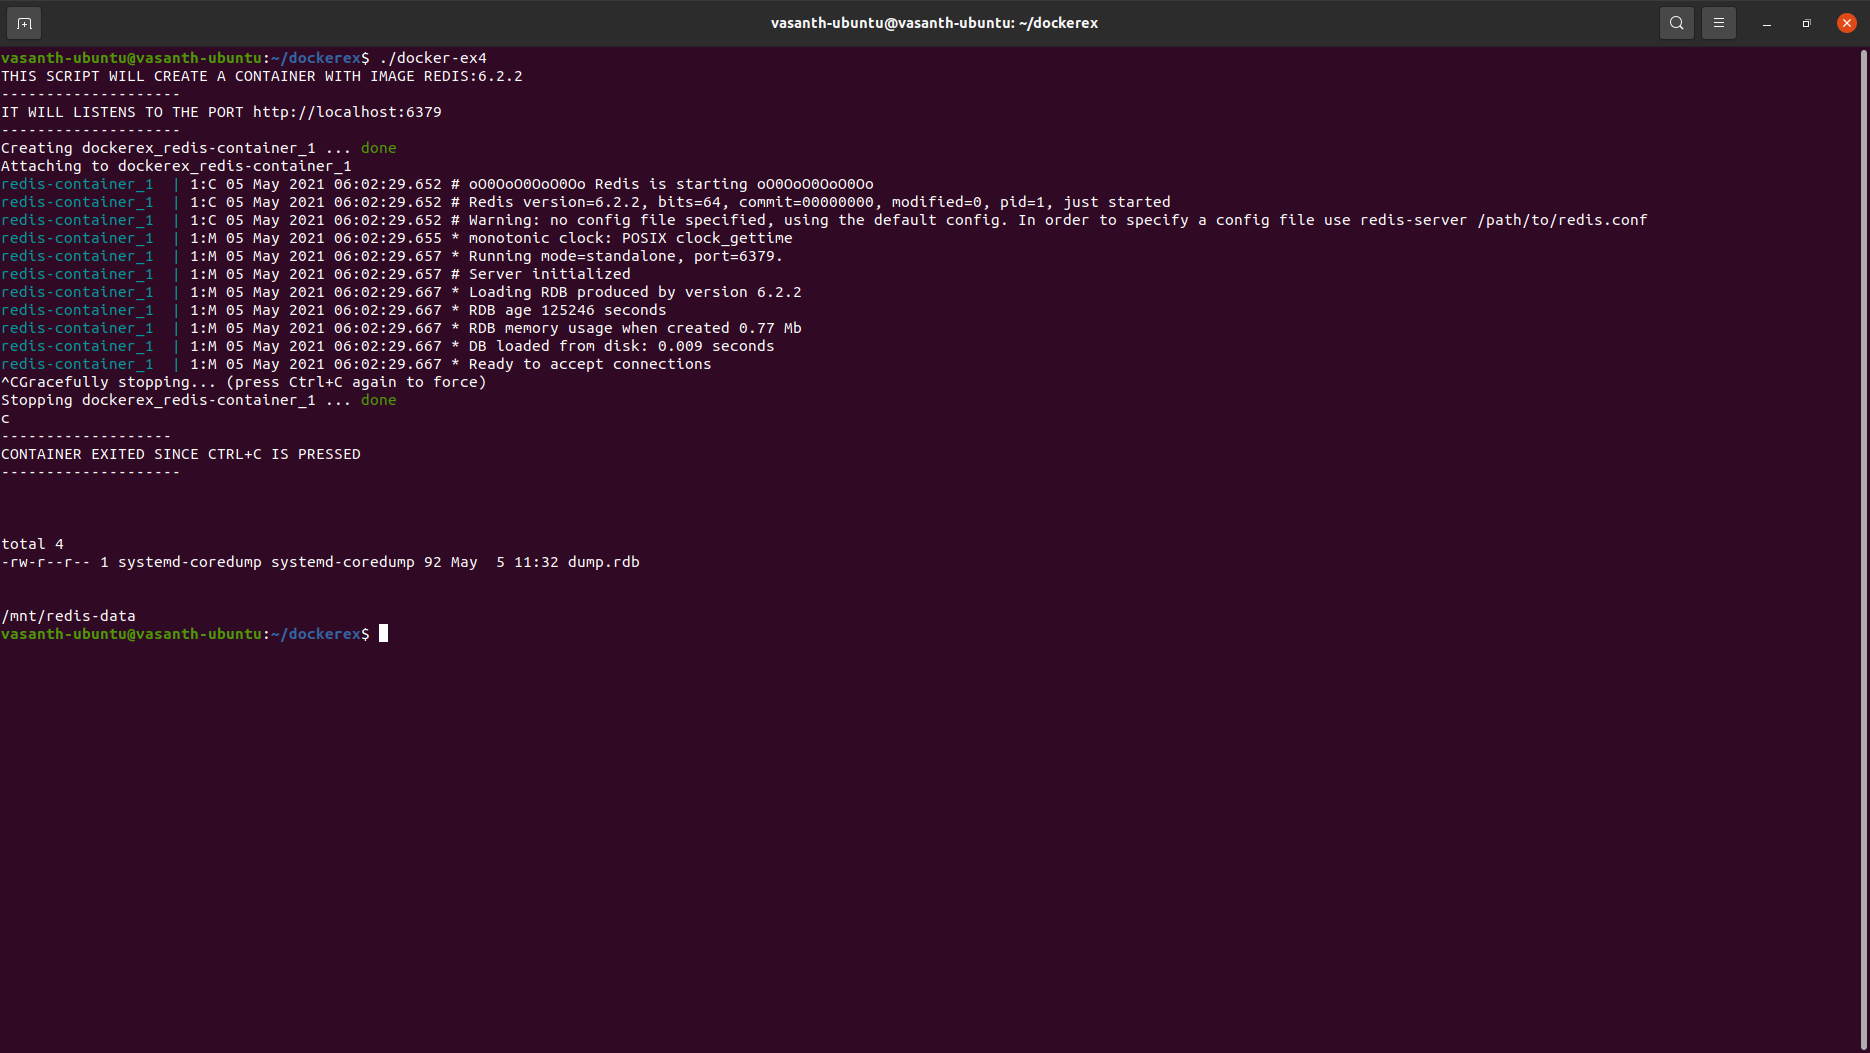 vasanth-ubuntu@vasanth-ubuntu: ~/dockerex
vasanth-ubuntu@vasanth-ubuntu:~/dockerex$ ./docker-ex4
THIS SCRIPT WILL CREATE A CONTAINER WITH IMAGE REDIS:6.2.2
--------------------
IT WILL LISTENS TO THE PORT http://localhost:6379
--------------------
Creating dockerex_redis-container_1 ... done
Attaching to dockerex_redis-container_1
redis-container_1  | 1:C 05 May 2021 06:02:29.652 # oO0OoO0OoO0Oo Redis is starting oO0OoO0OoO0Oo
redis-container_1  | 1:C 05 May 2021 06:02:29.652 # Redis version=6.2.2, bits=64, commit=00000000, modified=0, pid=1, just started
redis-container_1  | 1:C 05 May 2021 06:02:29.652 # Warning: no config file specified, using the default config. In order to specify a config file use redis-server /path/to/redis.conf
redis-container_1  | 1:M 05 May 2021 06:02:29.655 * monotonic clock: POSIX clock_gettime
redis-container_1  | 1:M 05 May 2021 06:02:29.657 * Running mode=standalone, port=6379.
redis-container_1  | 1:M 05 May 2021 06:02:29.657 # Server initialized
redis-container_1  | 1:M 05 May 2021 06:02:29.667 * Loading RDB produced by version 6.2.2
redis-container_1  | 1:M 05 May 2021 06:02:29.667 * RDB age 125246 seconds
redis-container_1  | 1:M 05 May 2021 06:02:29.667 * RDB memory usage when created 0.77 Mb
redis-container_1  | 1:M 05 May 2021 06:02:29.667 * DB loaded from disk: 0.009 seconds
redis-container_1  | 1:M 05 May 2021 06:02:29.667 * Ready to accept connections
^CGracefully stopping... (press Ctrl+C again to force)
Stopping dockerex_redis-container_1 ... done
c
-------------------
CONTAINER EXITED SINCE CTRL+C IS PRESSED
--------------------
total 4
-rw-r--r-- 1 systemd-coredump systemd-coredump 92 May  5 11:32 dump.rdb
/mnt/redis-data
vasanth-ubuntu@vasanth-ubuntu:~/dockerex$